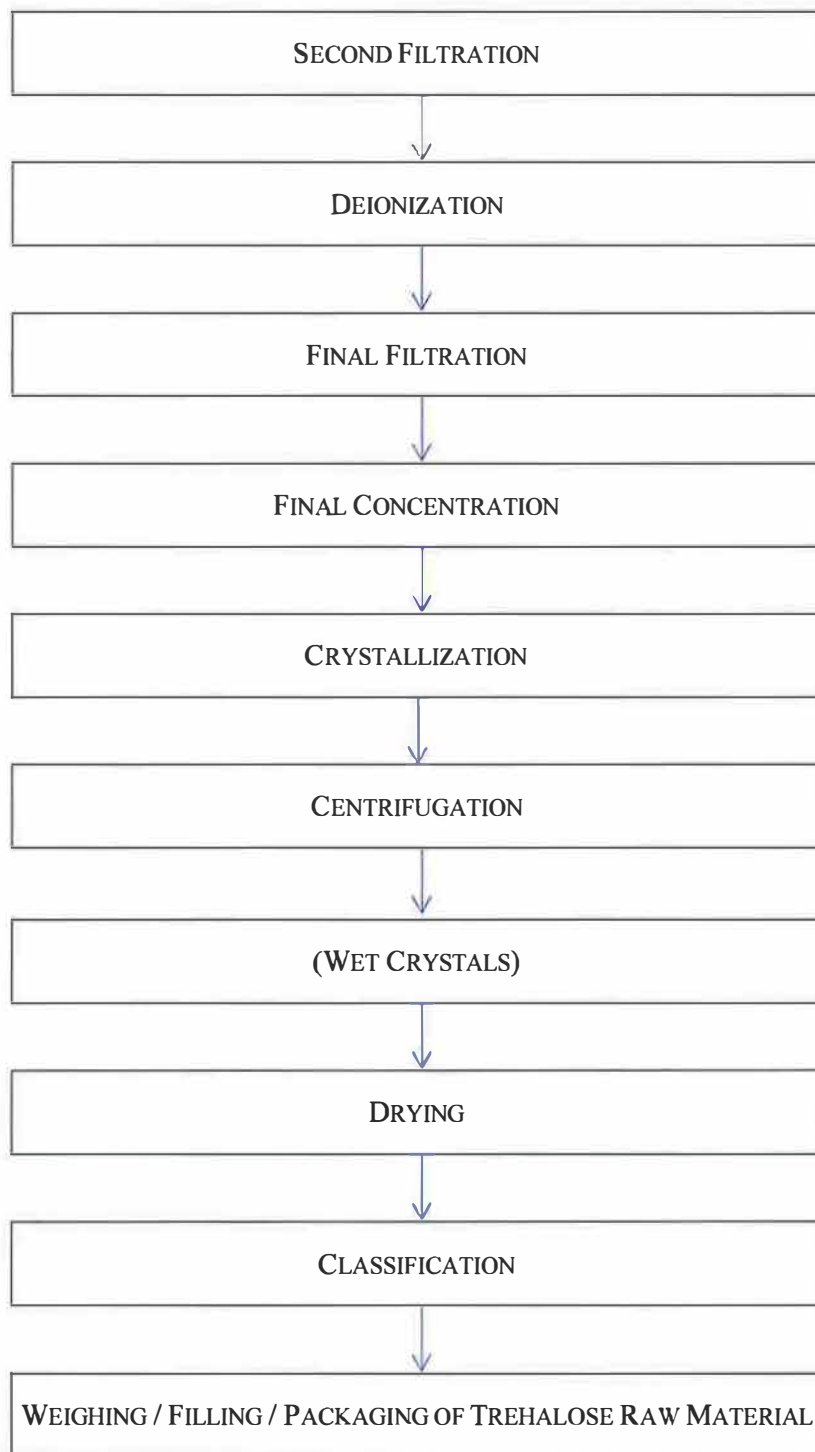 SECOND FILTRATION
DEIONIZATION
FINAL FILTRATION
FINAL CONCENTRATION
CRYSTALLIZATION
CENTRIFUGATION
(WET CRYSTALS)
DRYING
CLASSIFICATION
WEIGHING / FILLING / PACKAGING OF TREHALOSE RAW MATERIAL